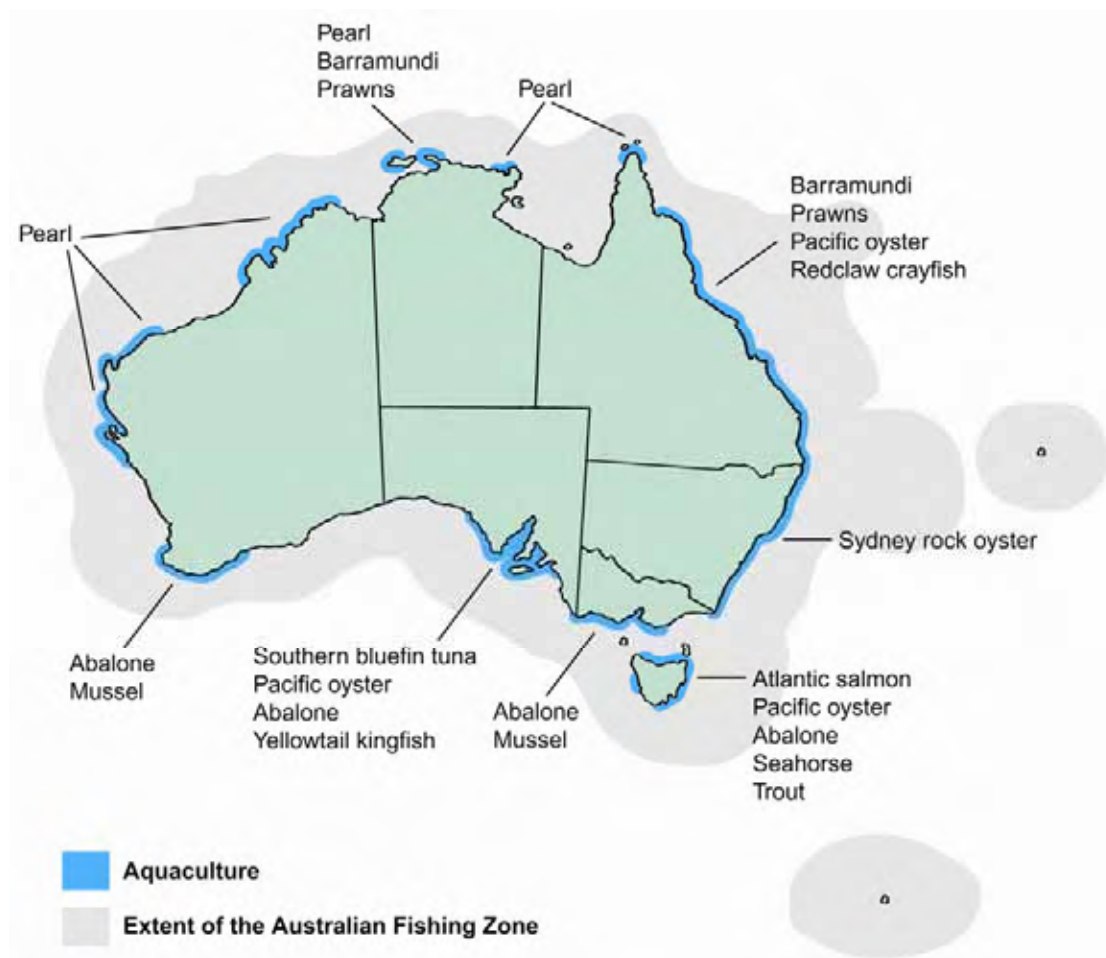 Pearl
Barramundi
Prawns
Pearl
Barramundi
Prawns
Pacific oyster
Redclaw crayfish
Pearl
Sydney rock oyster
Abalone
Mussel
Southern bluefin tuna
Pacific oyster
Abalone
Yellowtail kingfish
Abalone
Mussel
Atlantic salmon
Pacific oyster
Abalone
Seahorse
Trout
Aquaculture
Extent of the Australian Fishing Zone